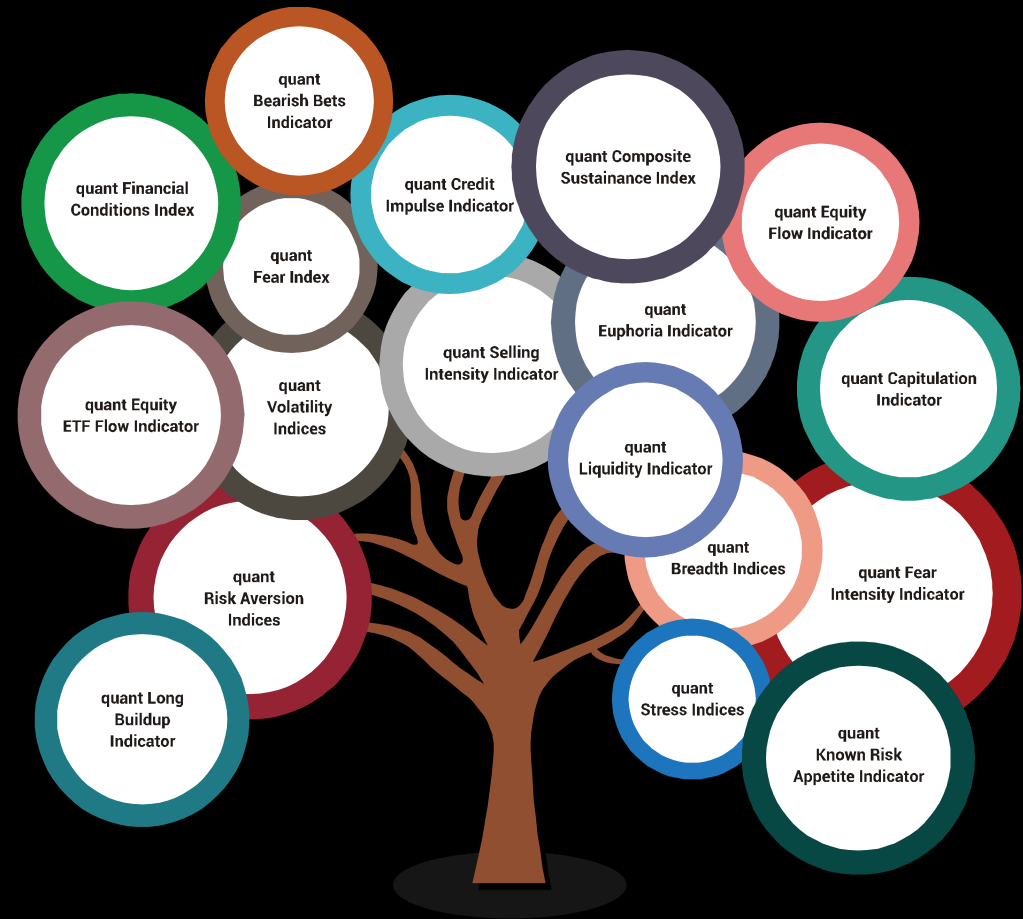 quant
Bearish Bets
Indicator
quant Financial
Conditions Index
quant Credit
Impulse Indicator
quant Composite
Sustainance Index
quant Equity
Flow Indicator
quant
Fear Index
quant
Euphoria Indicator
quant Selling
Intensity Indicator
quant Capitulation
Indicator
quant Equity
ETF Flow Indicator
quant
Volatility
Indices
quant
Liquidity Indicator
quant
Breadth Indices
quant Fear
Intensity Indicator
quant
Risk Aversion
Indices
quant Long
Buildup
Indicator
quant
Stress Indices
quant
Known Risk
Appetite Indicator